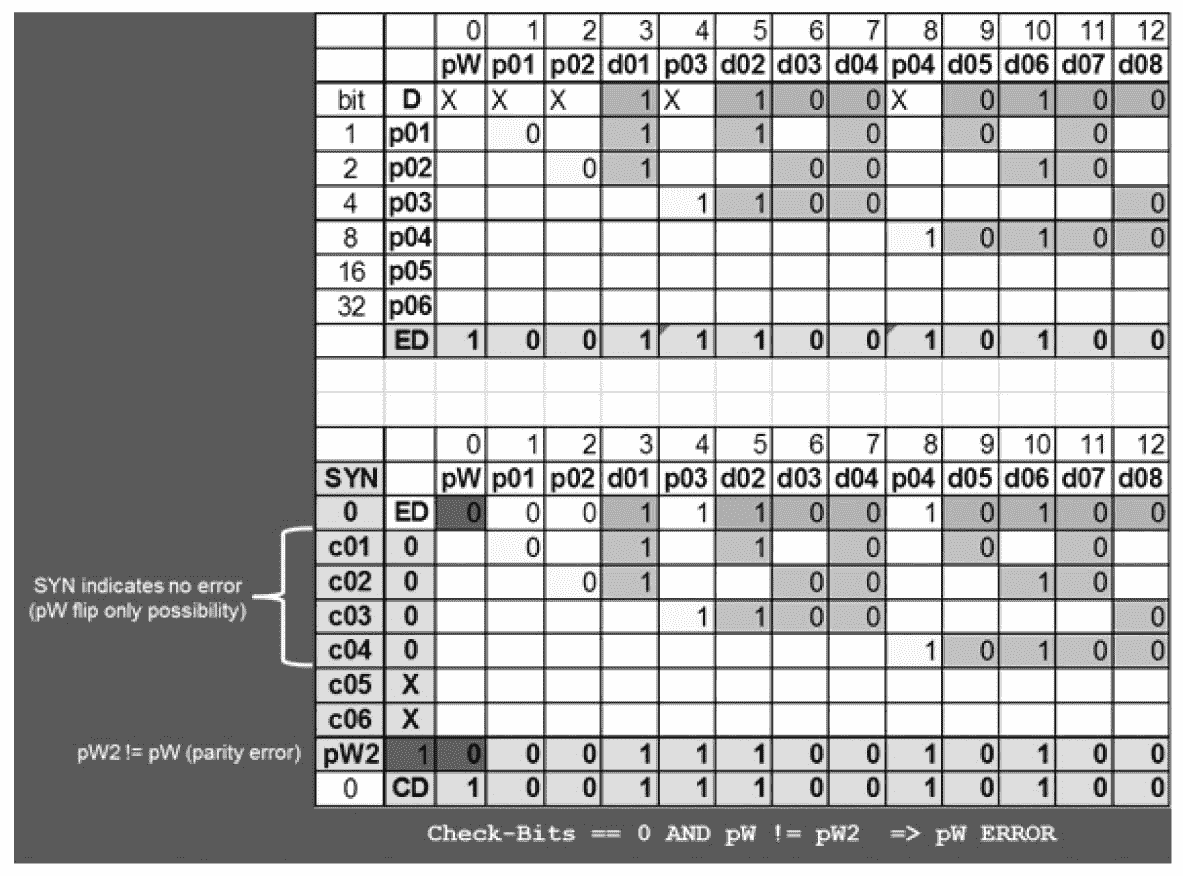 0 1 2 3 4 5 6 7 8 9 10 11 12
pW p01 p02 d01 p03 d02 d03 d04 p04 d05 d06 d07 d08
bit D X X X 1 X 1 0 0 X 0 1 0 0
1 p01 0 1 1 0 0 0
2 p02 0 1 0 0 1 0
4 p03 1 1 0 0 0
8 p04 1 0 1 0 0
16 p05
32 p06
ED 1 0 0 1 1 1 0 0 1 0 1 0 0
0 1 2 3 4 5 6 7 8 9 10 11 12
SYN pW p01 p02 d01 p03 d02 d03 d04 p04 d05 d06 d07 d08
0 ED 0 0 0 1 1 1 0 0 1 0 1 0 0
c01 0 0 1 1 0 0 0
c02 0 0 1 0 0 1 0
SYN indicates no error
(pW flip only possibility)
c03 0 1 1 0 0 0
c04 0 1 0 1 0 0
c05 X
c06 X
pW2 != pW (parity error) pW2 1 0 0 0 1 1 1 0 0 1 0 1 0 0
0 CD 1 0 0 1 1 1 0 0 1 0 1 0 0
Check-Bits == 0 AND pW != pW2 => pW ERROR